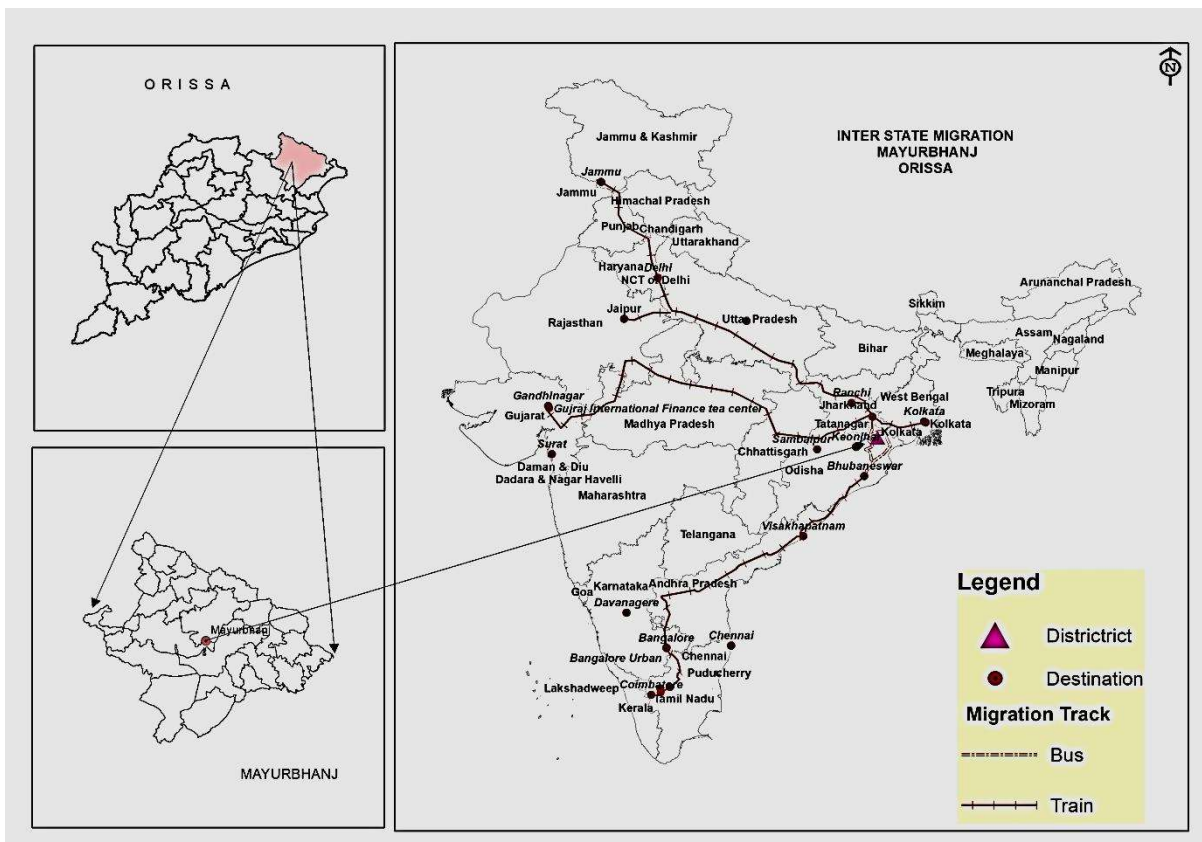 ORISSA
MAYURBHANJ
Mayurbhanj
INTER STATE MIGRATION
MAYURBHANJ
ORISSA
N
Jammu & Kashmir
Jammu
Jammu
Himachal Pradesh
Punjab
Chandigarh
Uttarakhand
Haryana
Delhi
NCT of Delhi
Jaipur
Rajasthan
Utta Pradesh
Arunanchal Pradesh
Sikkim
Assam
Nagaland
Meghalaya
Manipur
Tripura
Mizoram
Bihar
Ranchi
Jharkhand
West Bengal
Kolkata
Kolkata
Tatanagar
Keonjhar
Kolkata
Gandhinagar
Gujrat International Finance tea center
Gujarat
Madhya Pradesh
Sambalpur
Chhattisgarh
Surat
Odisha
Bhubaneswar
Daman & Diu
Dadara & Nagar Havelli
Maharashtra
Visakhapatnam
Telangana
Karnataka
Andhra Pradesh
Goa
Davanagere
Bangalore
Chennai
Bangalore Urban
Chennai
Puducherry
Lakshadweep
Coimbatore
Tamil Nadu
Kerala
Legend
Districtrict
Destination
Migration Track
Bus
Train